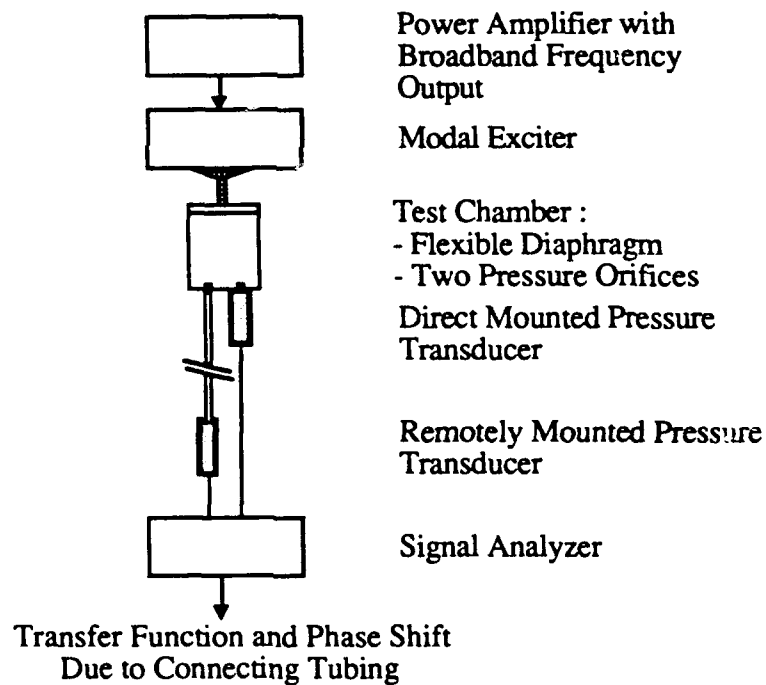 Power Amplifier with
Broadband Frequency
Output
Modal Exciter
Test Chamber :
- Flexible Diaphragm
- Two Pressure Orifices
Direct Mounted Pressure
Transducer
Remotely Mounted Pressure
Transducer
Signal Analyzer
Transfer Function and Phase Shift
Due to Connecting Tubing